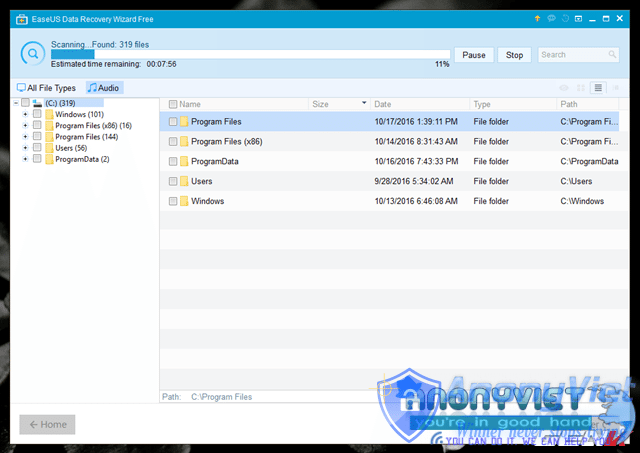 EaseUS Data Recovery Wizard Free
Scanning...Found: 319 files
Estimated time remaining: 00:07:56
11%
Pause
Stop
Search
All File Types
Audio
(C:) (319)
Windows (101)
Program Files (x86) (16)
Program Files (144)
Users (56)
ProgramData (2)
Name Size Date Type Path
Program Files 10/17/2016 1:39:11 PM File folder C:\Program Fi...
Program Files (x86) 10/14/2016 8:31:43 AM File folder C:\Program Fi...
ProgramData 10/16/2016 7:43:33 PM File folder C:\ProgramData
Users 9/28/2016 5:34:02 AM File folder C:\Users
Windows 10/13/2016 6:46:08 AM File folder C:\Windows
Path: C:\Program Files
Home
AnonyViet
ANONYVIET
you're in good hand
YOU CAN DO IT, WE CAN HELP YOU